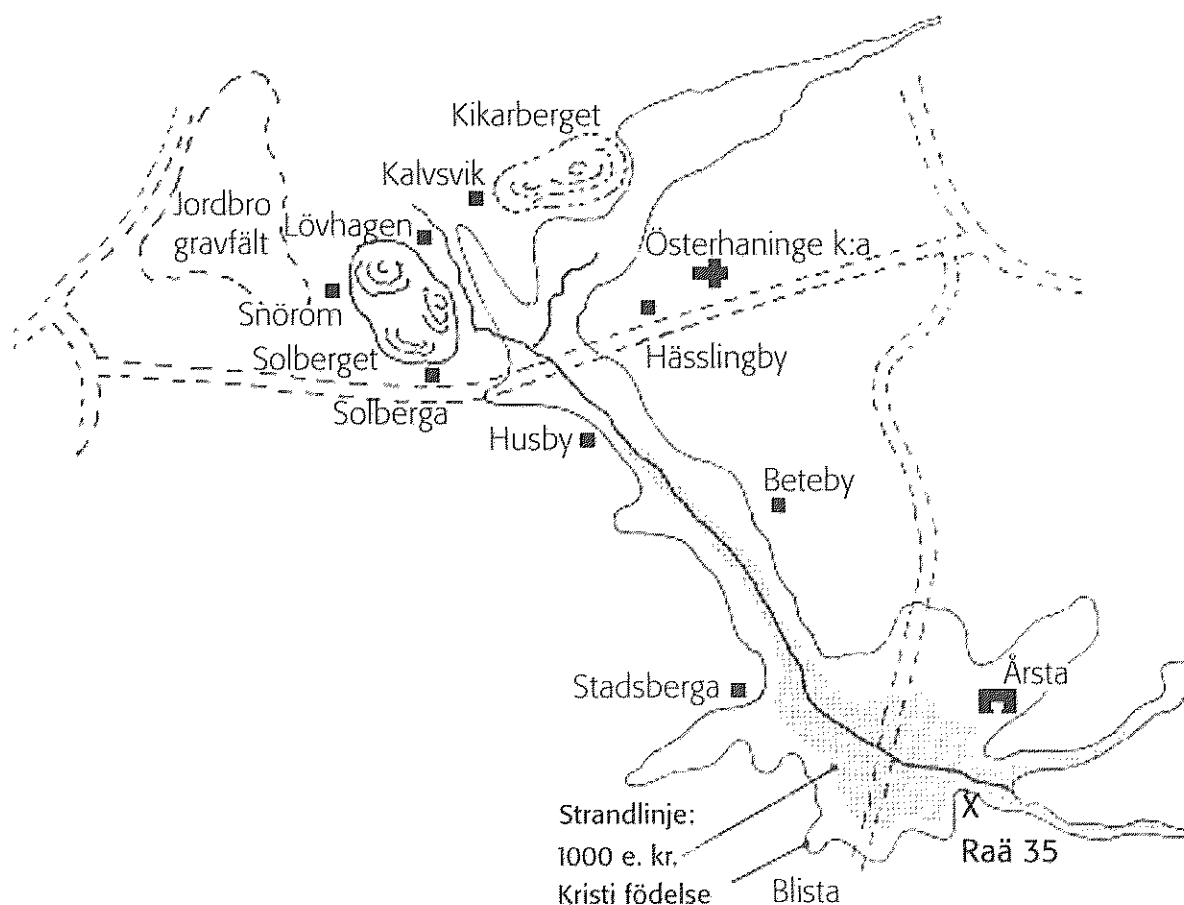 Kikarberget
Kalvsvik
Jordbro
gravfält
Lövhagen
Österhaninge k:a
Snörom
Hässlingby
Solberget
Solberga
Husby
Beteby
Stadsberga
Årsta
Strandlinje:
1000 e. kr.
Kristi födelse
Raä 35
X
Blista